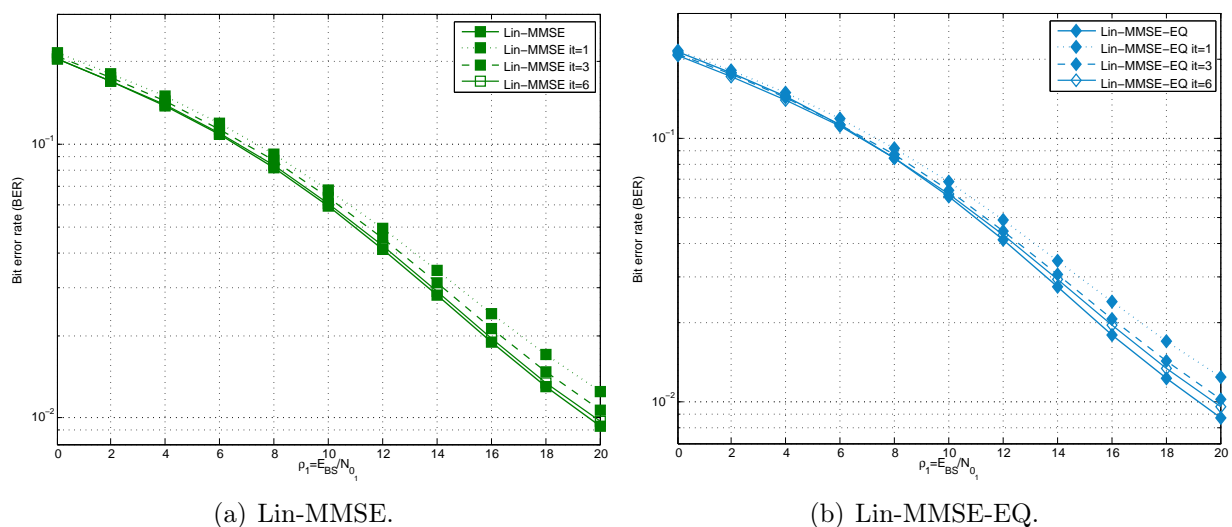 Lin−MMSE
Lin−MMSE it=1
Lin−MMSE it=3
Lin−MMSE it=6
10−1
10−2
Bit error rate (BER)
0 2 4 6 8 10 12 14 16 18 20
ρ1=EBS/N01
(a) Lin-MMSE.
Lin−MMSE−EQ
Lin−MMSE−EQ it=1
Lin−MMSE−EQ it=3
Lin−MMSE−EQ it=6
10−1
10−2
Bit error rate (BER)
0 2 4 6 8 10 12 14 16 18 20
ρ1=EBS/N01
(b) Lin-MMSE-EQ.